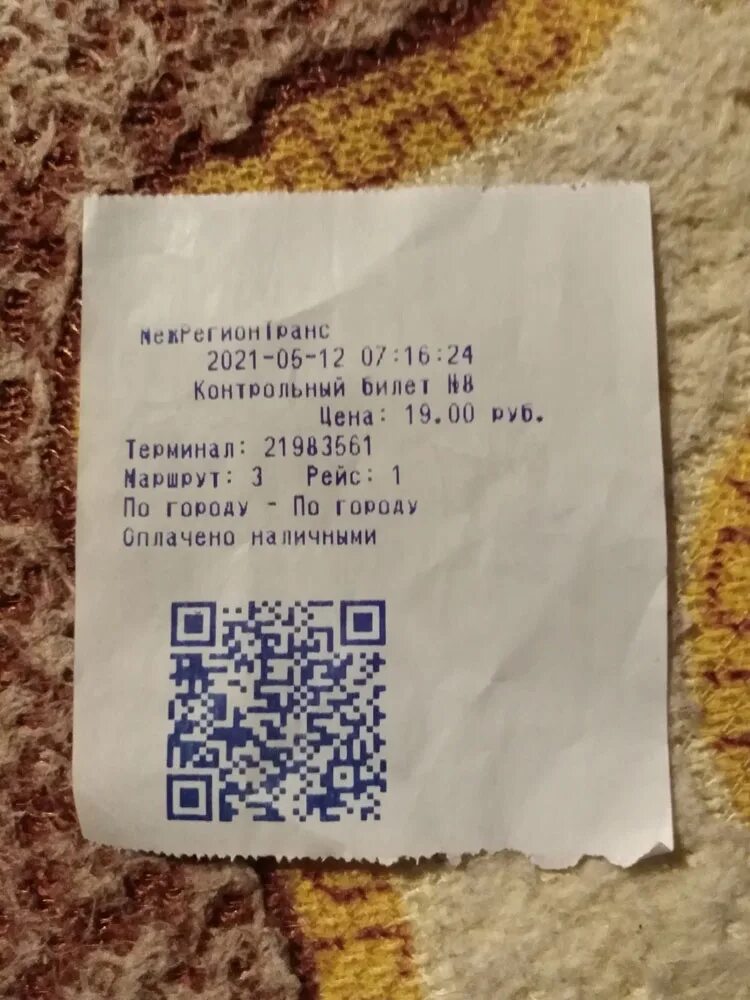 МежРегионТранс
2021-05-12 07:16:24
Контрольный билет №8
Цена: 19.00 руб.
Терминал: 21983561
Маршрут: 3 Рейс: 1
По городу - По городу
Оплачено наличными